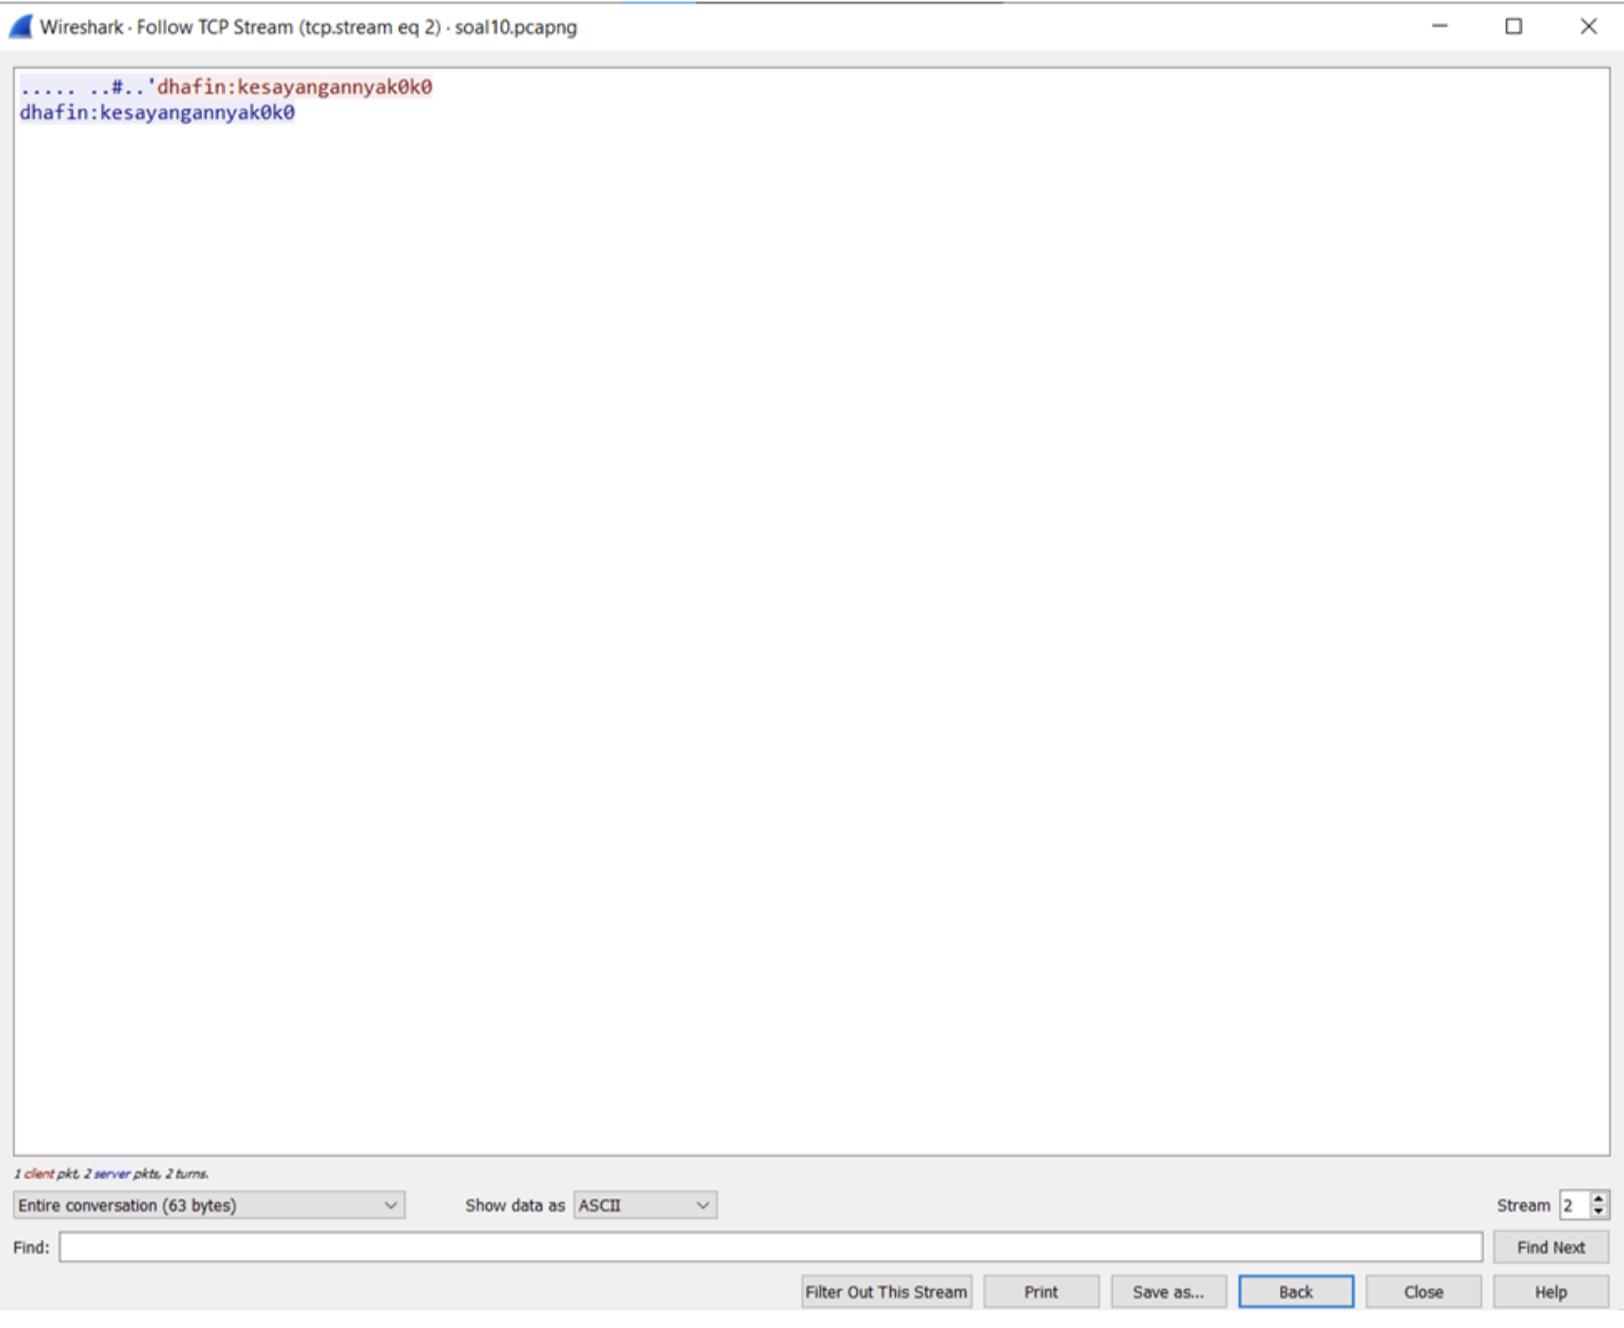 Wireshark · Follow TCP Stream (tcp.stream eq 2) · soal10.pcapng
..... ..#..'dhafin:kesayangannyak0k0
dhafin:kesayangannyak0k0
1 client pkt, 2 server pkts, 2 turns.
Entire conversation (63 bytes) Show data as ASCII Stream 2
Find: Find Next
Filter Out This Stream Print Save as... Back Close Help